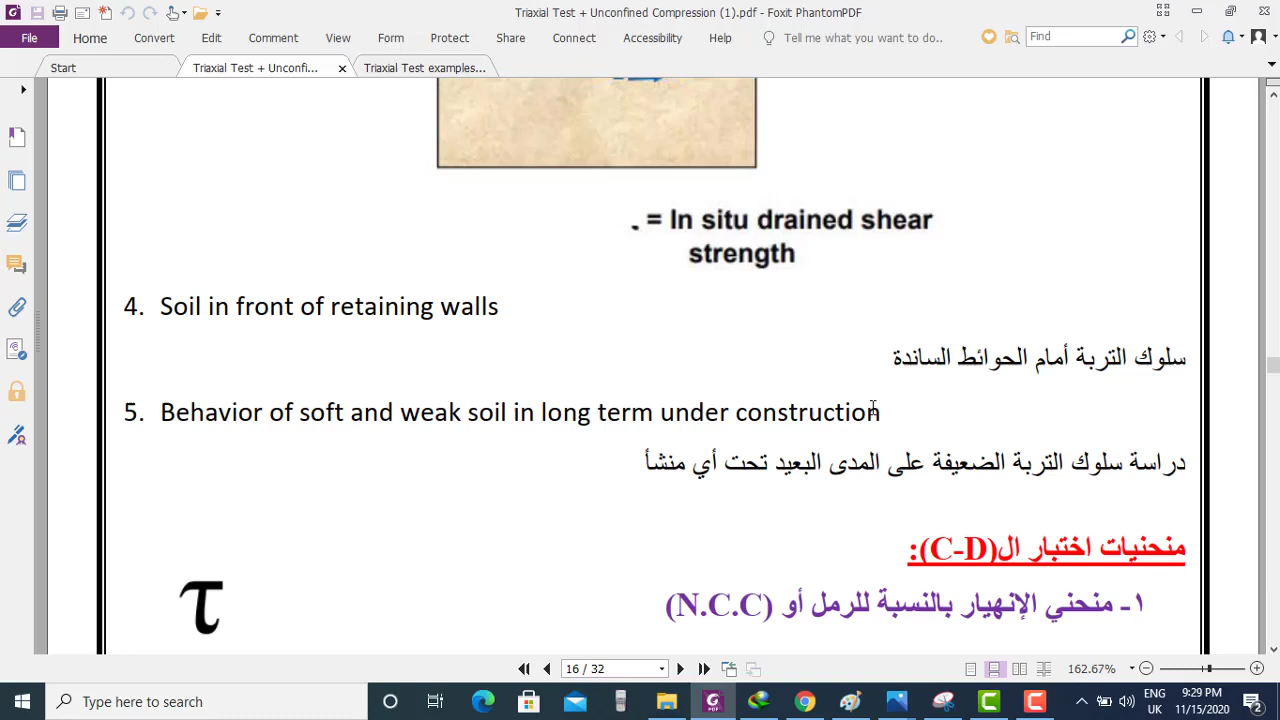 Triaxial Test + Unconfined Compression (1).pdf - Foxit PhantomPDF
File Home Convert Edit Comment View Form Protect Share Connect Accessibility Help Tell me what you want to do.. Find
Start Triaxial Test + Unconfi... Triaxial Test examples...
. = In situ drained shear
strength
4. Soil in front of retaining walls
سلوك التربة أمام الحوائط الساندة
5. Behavior of soft and weak soil in long term under construction
دراسة سلوك التربة الضعيفة على المدى البعيد تحت أي منشأ
منحنيات اختبار ال(C-D):
١- منحني الإنهيار بالنسبة للرمل أو (N.C.C)
τ
16 / 32 162.67%
Type here to search
ENG
UK
9:29 PM
11/15/2020
2